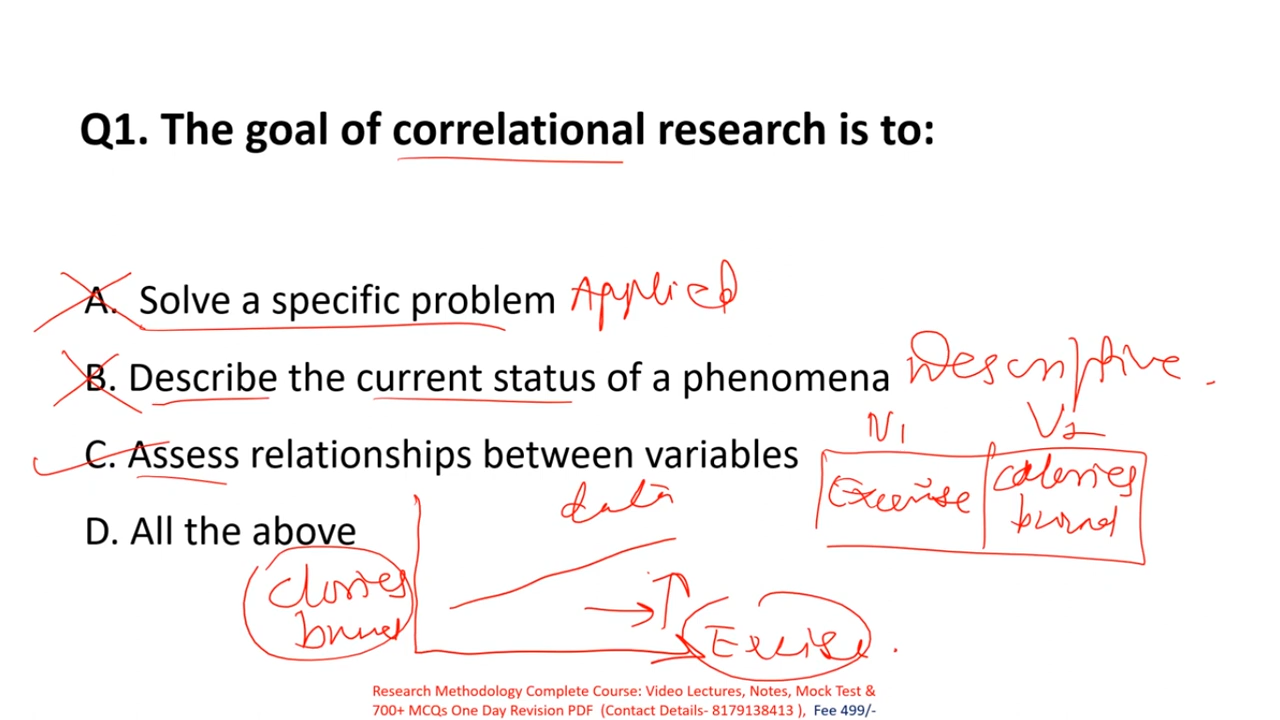 Q1. The goal of correlational research is to:
A. Solve a specific problem Applied
B. Describe the current status of a phenomena Descriptive.
V1 V2
C. Assess relationships between variables
Exercise calories
burned
data
D. All the above
burned
Research Methodology Complete Course: Video Lectures, Notes, Mock Test &
700+ MCQs One Day Revision PDF (Contact Details- 8179138413 ), Fee 499/-